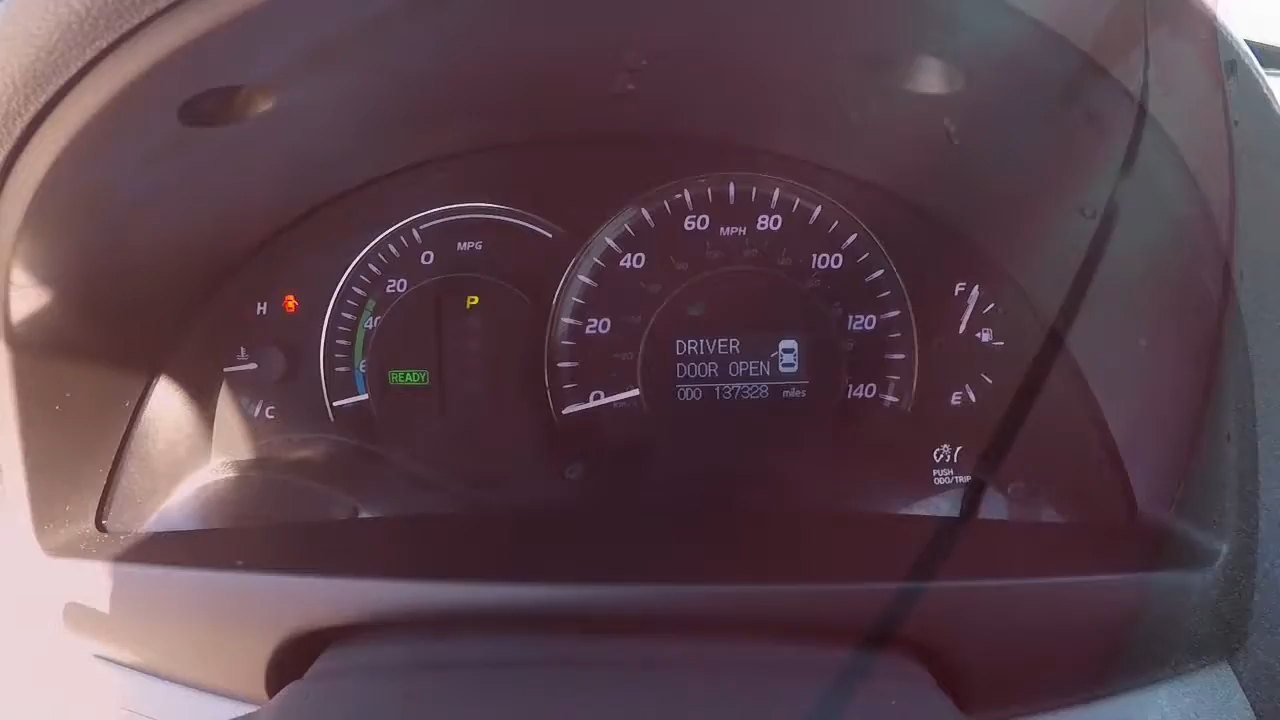 0
MPG
20
40
H
P
READY
C
60
MPH
80
40
100
20
120
0
140
DRIVER
DOOR OPEN
ODO 137328 miles
F
E
PUSH
ODO/TRIP